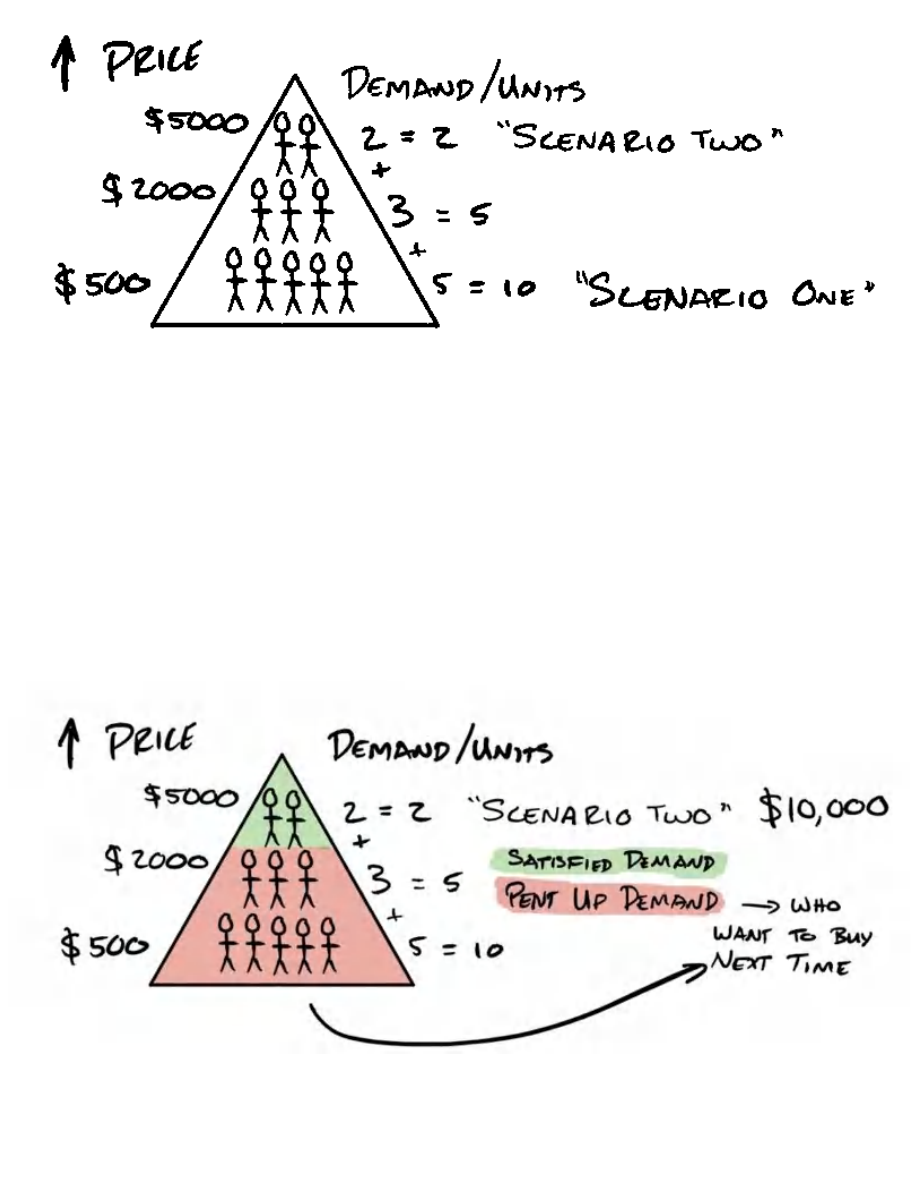 ↑ PRICE
DEMAND/UNITS
$5000 2 = 2 "SCENARIO TWO"
+
$2000 3 = 5
+
$500 5 = 10 "SCENARIO ONE"
↑ PRICE
DEMAND/UNITS
$5000 2 = 2 "SCENARIO TWO" $10,000
+
SATISFIED DEMAND
$2000 3 = 5
PENT UP DEMAND → WHO
+
WANT TO BUY
$500 5 = 10
NEXT TIME